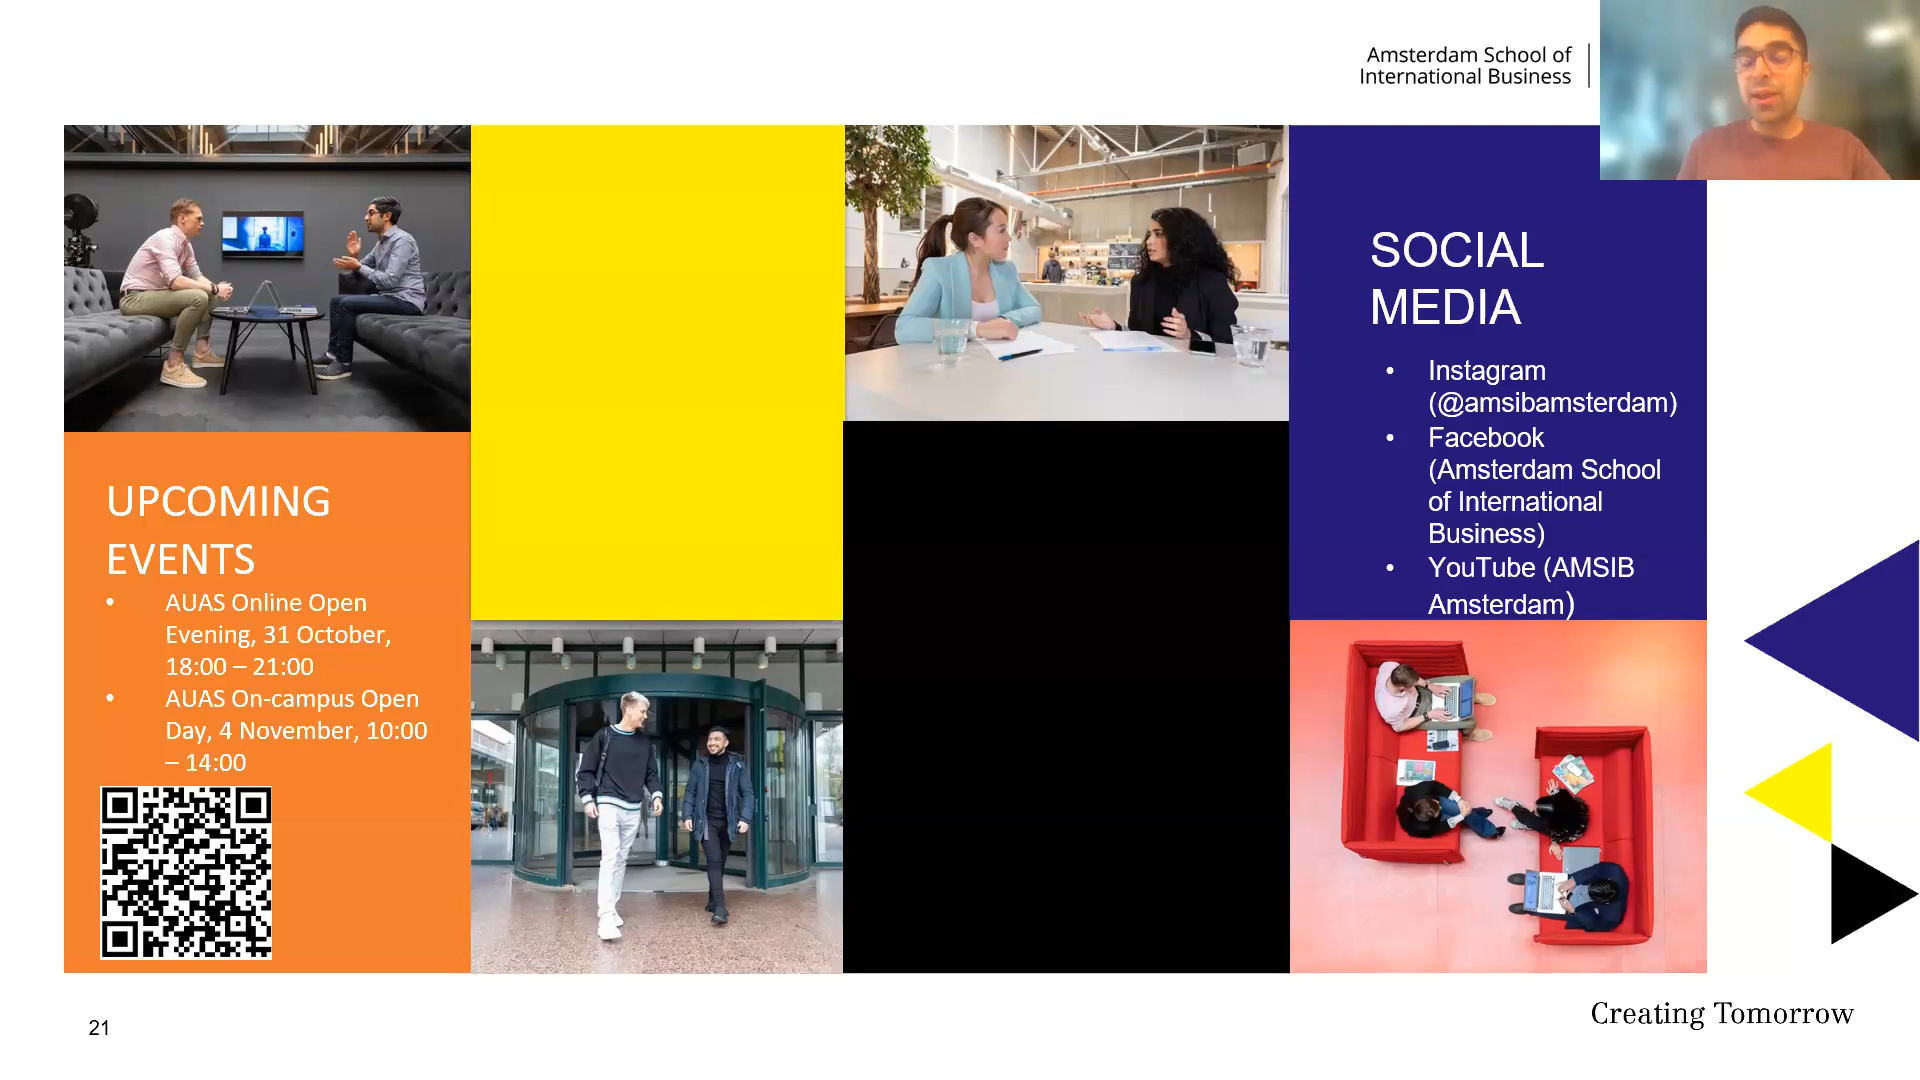 Amsterdam School of
International Business
UPCOMING
EVENTS
• AUAS Online Open
Evening, 31 October,
18:00 – 21:00
• AUAS On-campus Open
Day, 4 November, 10:00
– 14:00
SOCIAL
MEDIA
• Instagram
(@amsibamsterdam)
• Facebook
(Amsterdam School
of International
Business)
• YouTube (AMSIB
Amsterdam)
21
Creating Tomorrow